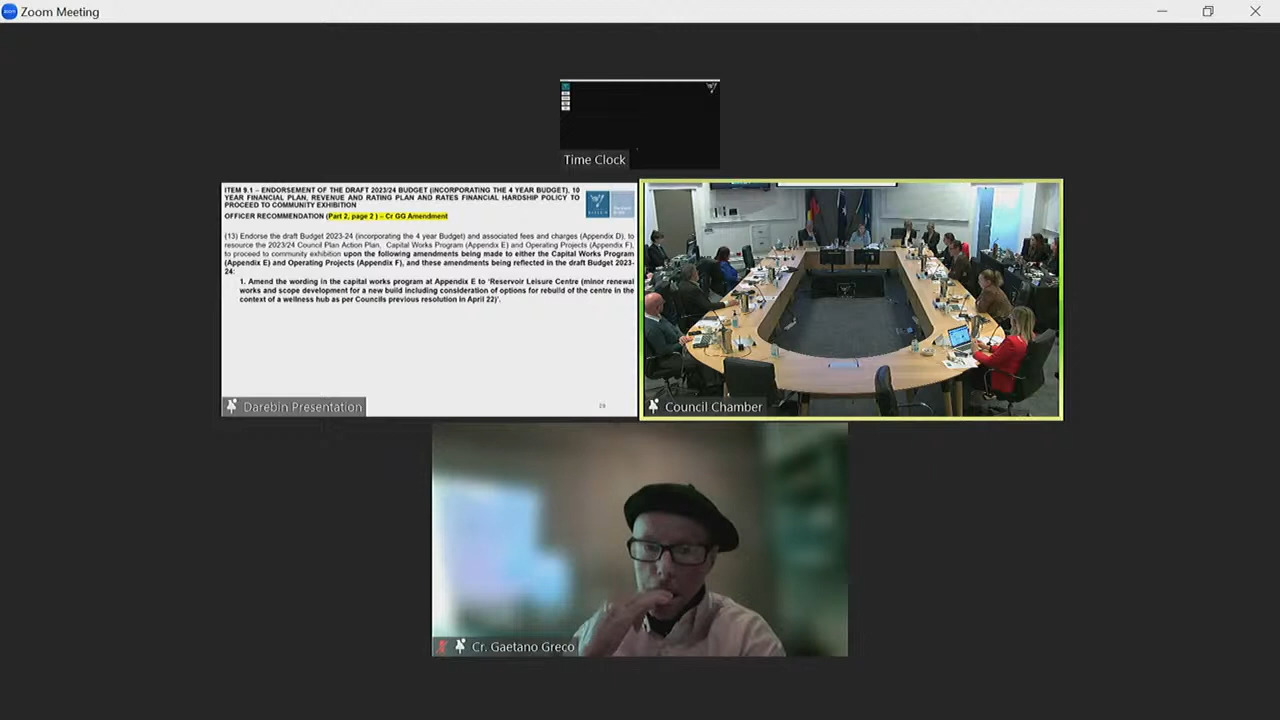 Zoom Meeting
Time Clock
ITEM 9.1 – ENDORSEMENT OF THE DRAFT 2023/24 BUDGET (INCORPORATING THE 4 YEAR BUDGET), 10
YEAR FINANCIAL PLAN, REVENUE AND RATING PLAN AND RATES FINANCIAL HARDSHIP POLICY TO
PROCEED TO COMMUNITY EXHIBITION
OFFICER RECOMMENDATION (Part 2, page 2 ) – Cr GG Amendment
(13) Endorse the draft Budget 2023-24 (incorporating the 4 year Budget) and associated fees and charges (Appendix D), to
resource the 2023/24 Council Plan Action Plan, Capital Works Program (Appendix E) and Operating Projects (Appendix F),
to proceed to community exhibition upon the following amendments being made to either the Capital Works Program
(Appendix E) and Operating Projects (Appendix F), and these amendments being reflected in the draft Budget 2023-
24:
1. Amend the wording in the capital works program at Appendix E to 'Reservoir Leisure Centre (minor renewal
works and scope development for a new build including consideration of options for rebuild of the centre in the
context of a wellness hub as per Councils previous resolution in April 22)'.
Darebin Presentation
Council Chamber
Cr. Gaetano Greco